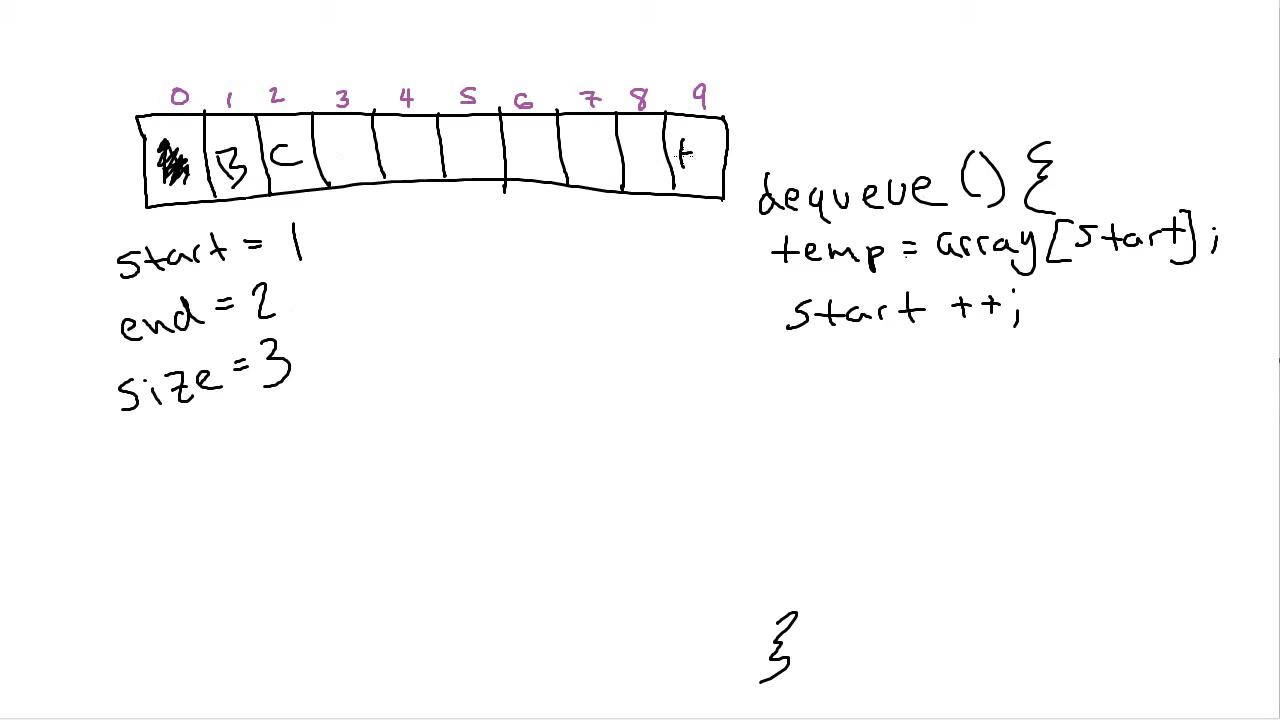 0 1 2 3 4 5 6 7 8 9
B C
start = 1
end = 2
size = 3
dequeue () {
temp = array[start];
start ++;
}